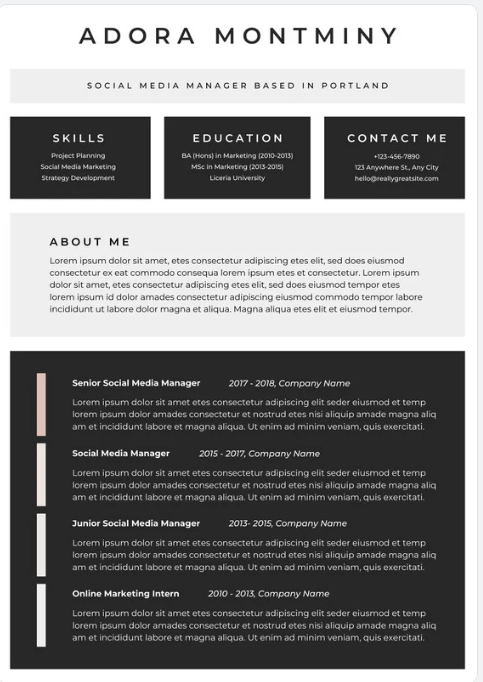 ADORA MONTMINY
SOCIAL MEDIA MANAGER BASED IN PORTLAND
SKILLS
Project Planning
Social Media Marketing
Strategy Development
EDUCATION
BA (Hons) in Marketing (2010-2013)
MSc in Marketing (2013-2015)
Liceria University
CONTACT ME
+123-456-7890
123 Anywhere St., Any City
hello@reallygreatsite.com
ABOUT ME
Lorem ipsum dolor sit amet, etes consectetur adipiscing etes elit, sed does eiusmod
consectetur ex eat commodo consequa lorem ipsum etes et consectetur. Lorem ipsum
dolor sit amet, etes consectetur adipiscing etes elit, sed does eiusmod tempor etes
lorem ipsum id dolor amades consectetur adipiscing eiusmod commodo tempor labore
incididunt ut labore dolor magna et aliqua. Magna aliqua etes elit et eiusmod tempor.
Senior Social Media Manager 2017 - 2018, Company Name
Lorem ipsum dolor sit amet etes consectetur adipiscing elit seder eiusmod et temp
lorem ipsum dolor amades consectetur et nostrud etes nisi aliquip amade magna aliq
am et incididunt labore et magna aliqua. Ut enim ad minim veniam, quis exercitati.
Social Media Manager 2015 - 2017, Company Name
Lorem ipsum dolor sit amet etes consectetur adipiscing elit seder eiusmod et temp
lorem ipsum dolor amades consectetur et nostrud etes nisi aliquip amade magna aliq
am et incididunt labore et magna aliqua. Ut enim ad minim veniam, quis exercitati.
Junior Social Media Manager 2013- 2015, Company Name
Lorem ipsum dolor sit amet etes consectetur adipiscing elit seder eiusmod et temp
lorem ipsum dolor amades consectetur et nostrud etes nisi aliquip amade magna aliq
am et incididunt labore et magna aliqua. Ut enim ad minim veniam, quis exercitati.
Online Marketing Intern 2010 - 2013, Company Name
Lorem ipsum dolor sit amet etes consectetur adipiscing elit seder eiusmod et temp
lorem ipsum dolor amades consectetur et nostrud etes nisi aliquip amade magna aliq
am et incididunt labore et magna aliqua. Ut enim ad minim veniam, quis exercitati.